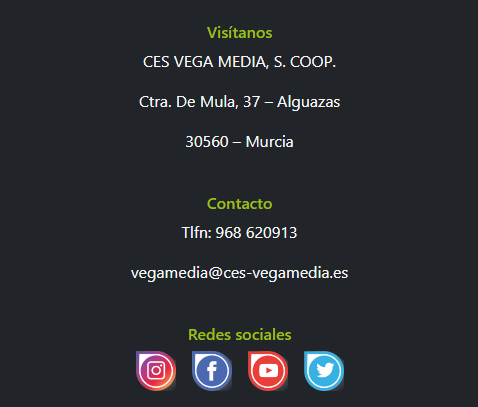 Visítanos
CES VEGA MEDIA, S. COOP.
Ctra. De Mula, 37 – Alguazas
30560 – Murcia
Contacto
Tlfn: 968 620913
vegamedia@ces-vegamedia.es
Redes sociales